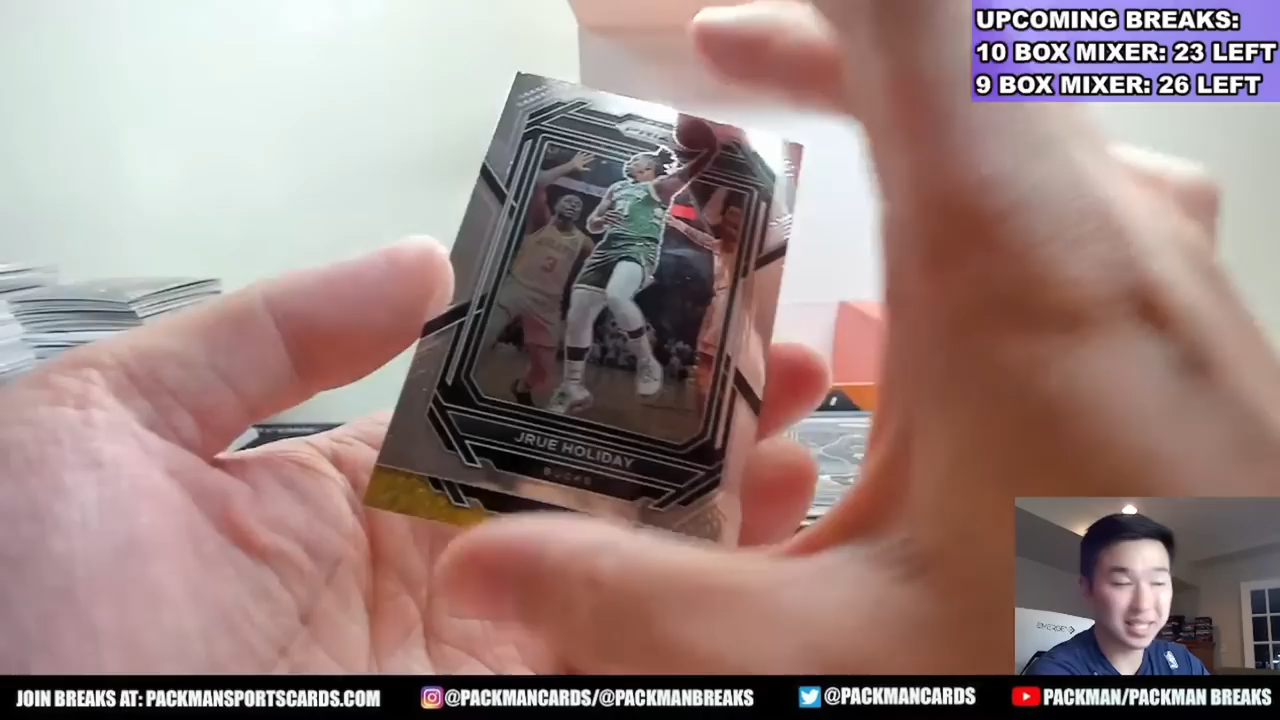 UPCOMING BREAKS:
10 BOX MIXER: 23 LEFT
9 BOX MIXER: 26 LEFT
3
JRUE HOLIDAY
BUCKS
JOIN BREAKS AT: PACKMANSPORTSCARDS.COM
@PACKMANCARDS/@PACKMANBREAKS
@PACKMANCARDS
PACKMAN/PACKMAN BREAKS